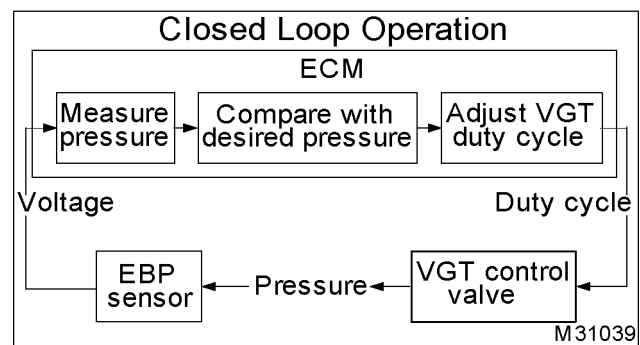 Closed Loop Operation
ECM
Measure
pressure
Compare with
desired pressure
Adjust VGT
duty cycle
Voltage
Duty cycle
EBP
sensor
Pressure
VGT control
valve
M31039